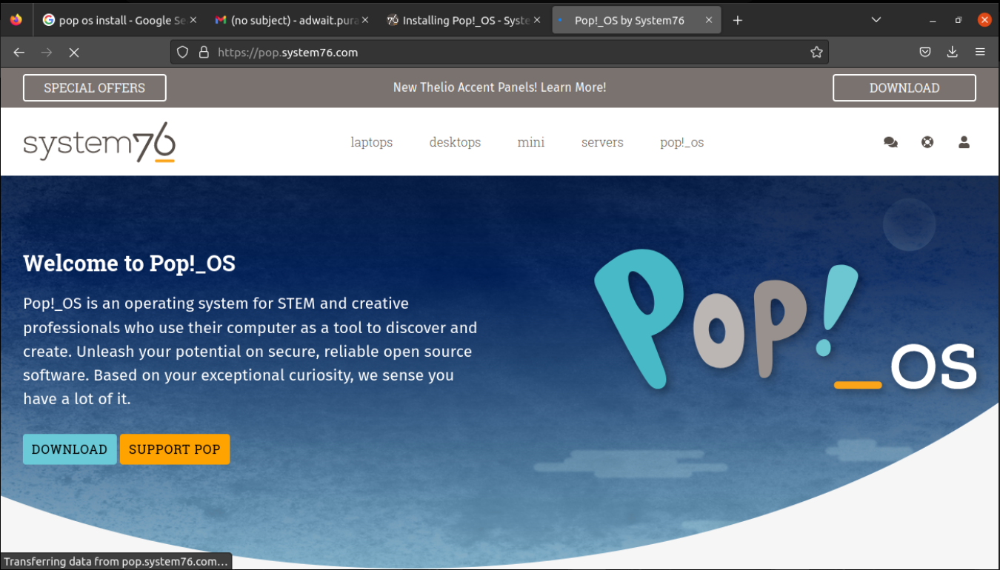 pop os install - Google Se
(no subject) - adwait.pura
Installing Pop!_OS - Syste
Pop!_OS by System76
https://pop.system76.com
SPECIAL OFFERS
New Thelio Accent Panels! Learn More!
DOWNLOAD
system76
laptops
desktops
mini
servers
pop!_os
Welcome to Pop!_OS
Pop!_OS is an operating system for STEM and creative
professionals who use their computer as a tool to discover and
create. Unleash your potential on secure, reliable open source
software. Based on your exceptional curiosity, we sense you
have a lot of it.
DOWNLOAD
SUPPORT POP
Pop!_OS
Transferring data from pop.system76.com…